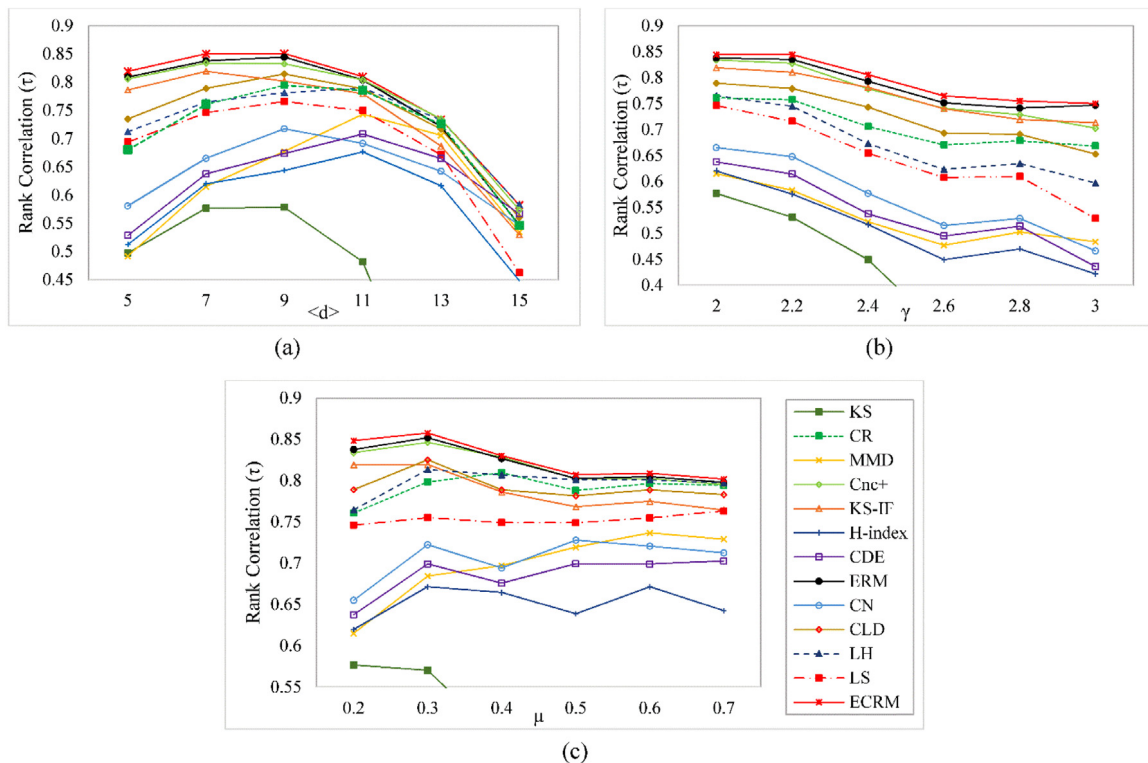 0.9
0.85
0.8
0.75
0.7
0.65
0.6
0.55
0.5
0.45
Rank Correlation (τ)
5 7 9 11 13 15
<d>
(a)
0.9
0.85
0.8
0.75
0.7
0.65
0.6
0.55
0.5
0.45
0.4
Rank Correlation (τ)
2 2.2 2.4 2.6 2.8 3
γ
(b)
0.9
0.85
0.8
0.75
0.7
0.65
0.6
0.55
Rank Correlation (τ)
0.2 0.3 0.4 0.5 0.6 0.7
μ
KS
CR
MMD
Cnc+
KS-IF
H-index
CDE
ERM
CN
CLD
LH
LS
ECRM
(c)